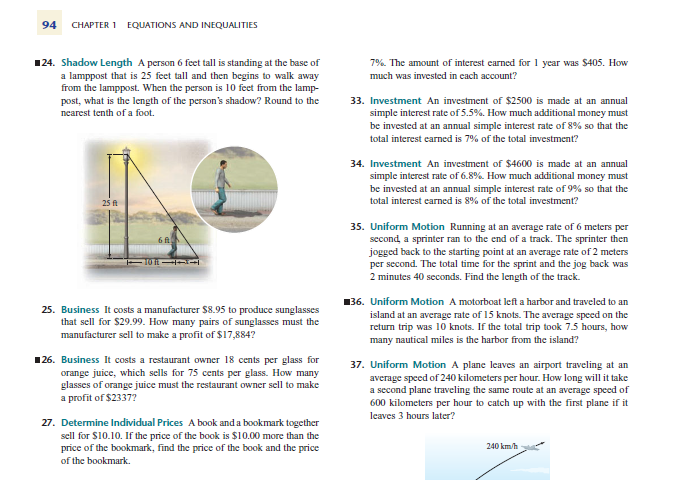 94 CHAPTER 1 EQUATIONS AND INEQUALITIES
24. Shadow Length A person 6 feet tall is standing at the base of
a lamppost that is 25 feet tall and then begins to walk away
from the lamppost. When the person is 10 feet from the lamp-
post, what is the length of the person's shadow? Round to the
nearest tenth of a foot.
25 ft
6 ft
10 ft
x
25. Business It costs a manufacturer $8.95 to produce sunglasses
that sell for $29.99. How many pairs of sunglasses must the
manufacturer sell to make a profit of $17,884?
26. Business It costs a restaurant owner 18 cents per glass for
orange juice, which sells for 75 cents per glass. How many
glasses of orange juice must the restaurant owner sell to make
a profit of $2337?
27. Determine Individual Prices A book and a bookmark together
sell for $10.10. If the price of the book is $10.00 more than the
price of the bookmark, find the price of the book and the price
of the bookmark.
7%. The amount of interest earned for 1 year was $405. How
much was invested in each account?
33. Investment An investment of $2500 is made at an annual
simple interest rate of 5.5%. How much additional money must
be invested at an annual simple interest rate of 8% so that the
total interest earned is 7% of the total investment?
34. Investment An investment of $4600 is made at an annual
simple interest rate of 6.8%. How much additional money must
be invested at an annual simple interest rate of 9% so that the
total interest earned is 8% of the total investment?
35. Uniform Motion Running at an average rate of 6 meters per
second, a sprinter ran to the end of a track. The sprinter then
jogged back to the starting point at an average rate of 2 meters
per second. The total time for the sprint and the jog back was
2 minutes 40 seconds. Find the length of the track.
36. Uniform Motion A motorboat left a harbor and traveled to an
island at an average rate of 15 knots. The average speed on the
return trip was 10 knots. If the total trip took 7.5 hours, how
many nautical miles is the harbor from the island?
37. Uniform Motion A plane leaves an airport traveling at an
average speed of 240 kilometers per hour. How long will it take
a second plane traveling the same route at an average speed of
600 kilometers per hour to catch up with the first plane if it
leaves 3 hours later?
240 km/h